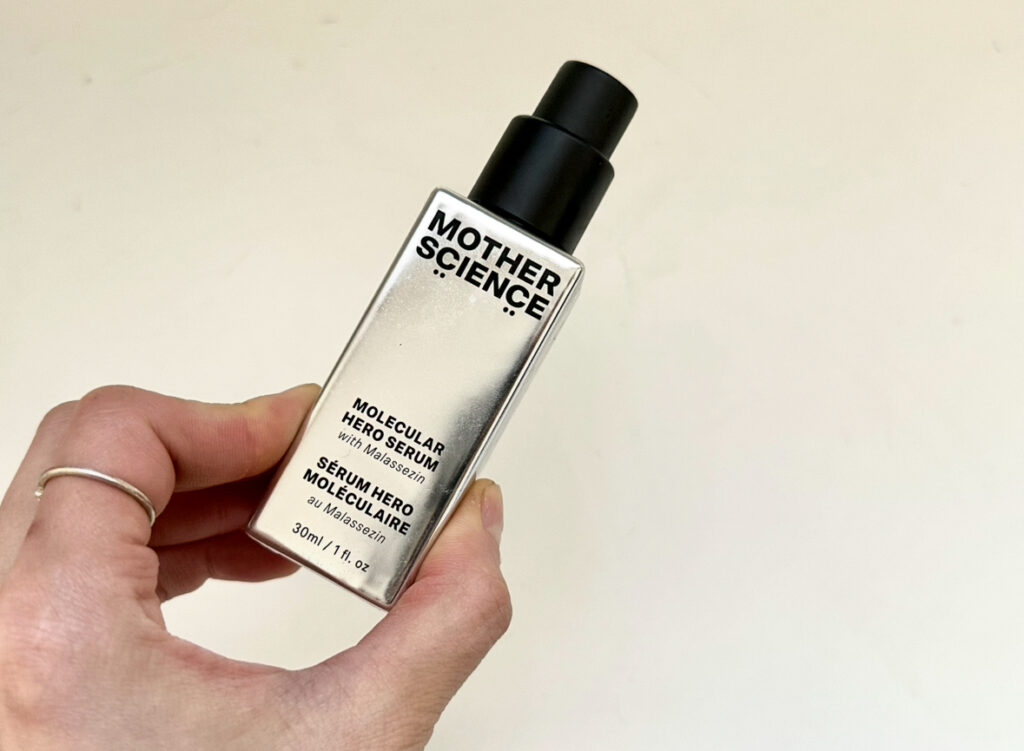 MOTHER
SCIENCE
MOLECULAR
HERO SERUM
with Malassezin
SÉRUM HERO
MOLÉCULAIRE
au Malassezin
30ml / 1 fl. oz